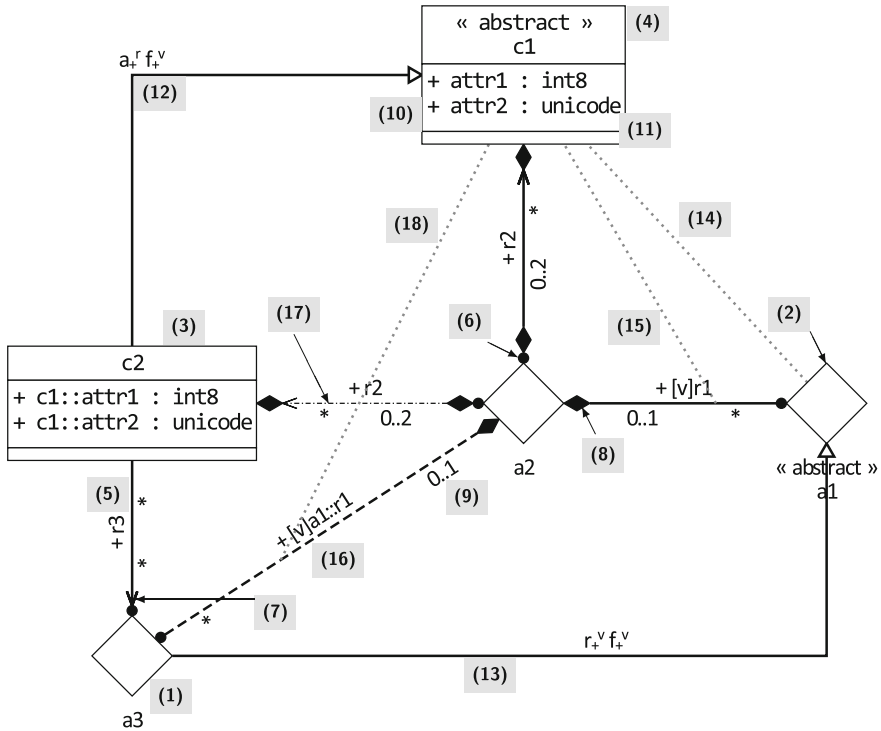 « abstract »
c1
(4)
+ attr1 : int8
+ attr2 : unicode
(10)
(11)
a₊ʳ f₊ᵛ
(12)
(18)
(14)
*
+ r2
0..2
(17)
(6)
(15)
(2)
(3)
c2
+ c1::attr1 : int8
+ c1::attr2 : unicode
+ r2
*
0..2
+ [v]r1
0..1
*
(8)
a2
« abstract »
a1
(5)
*
+ r3
*
0..1
(9)
+ [v]a1::r1
(16)
*
(7)
r₊ᵛ f₊ᵛ
(13)
(1)
a3